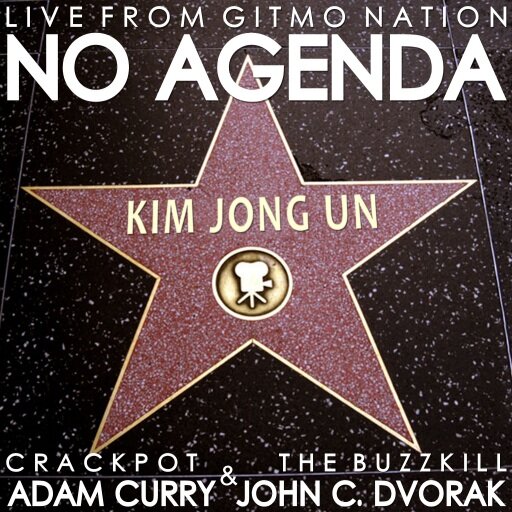 LIVE FROM GITMO NATION
NO AGENDA
KIM JONG UN
CRACKPOT & THE BUZZKILL
ADAM CURRY JOHN C. DVORAK